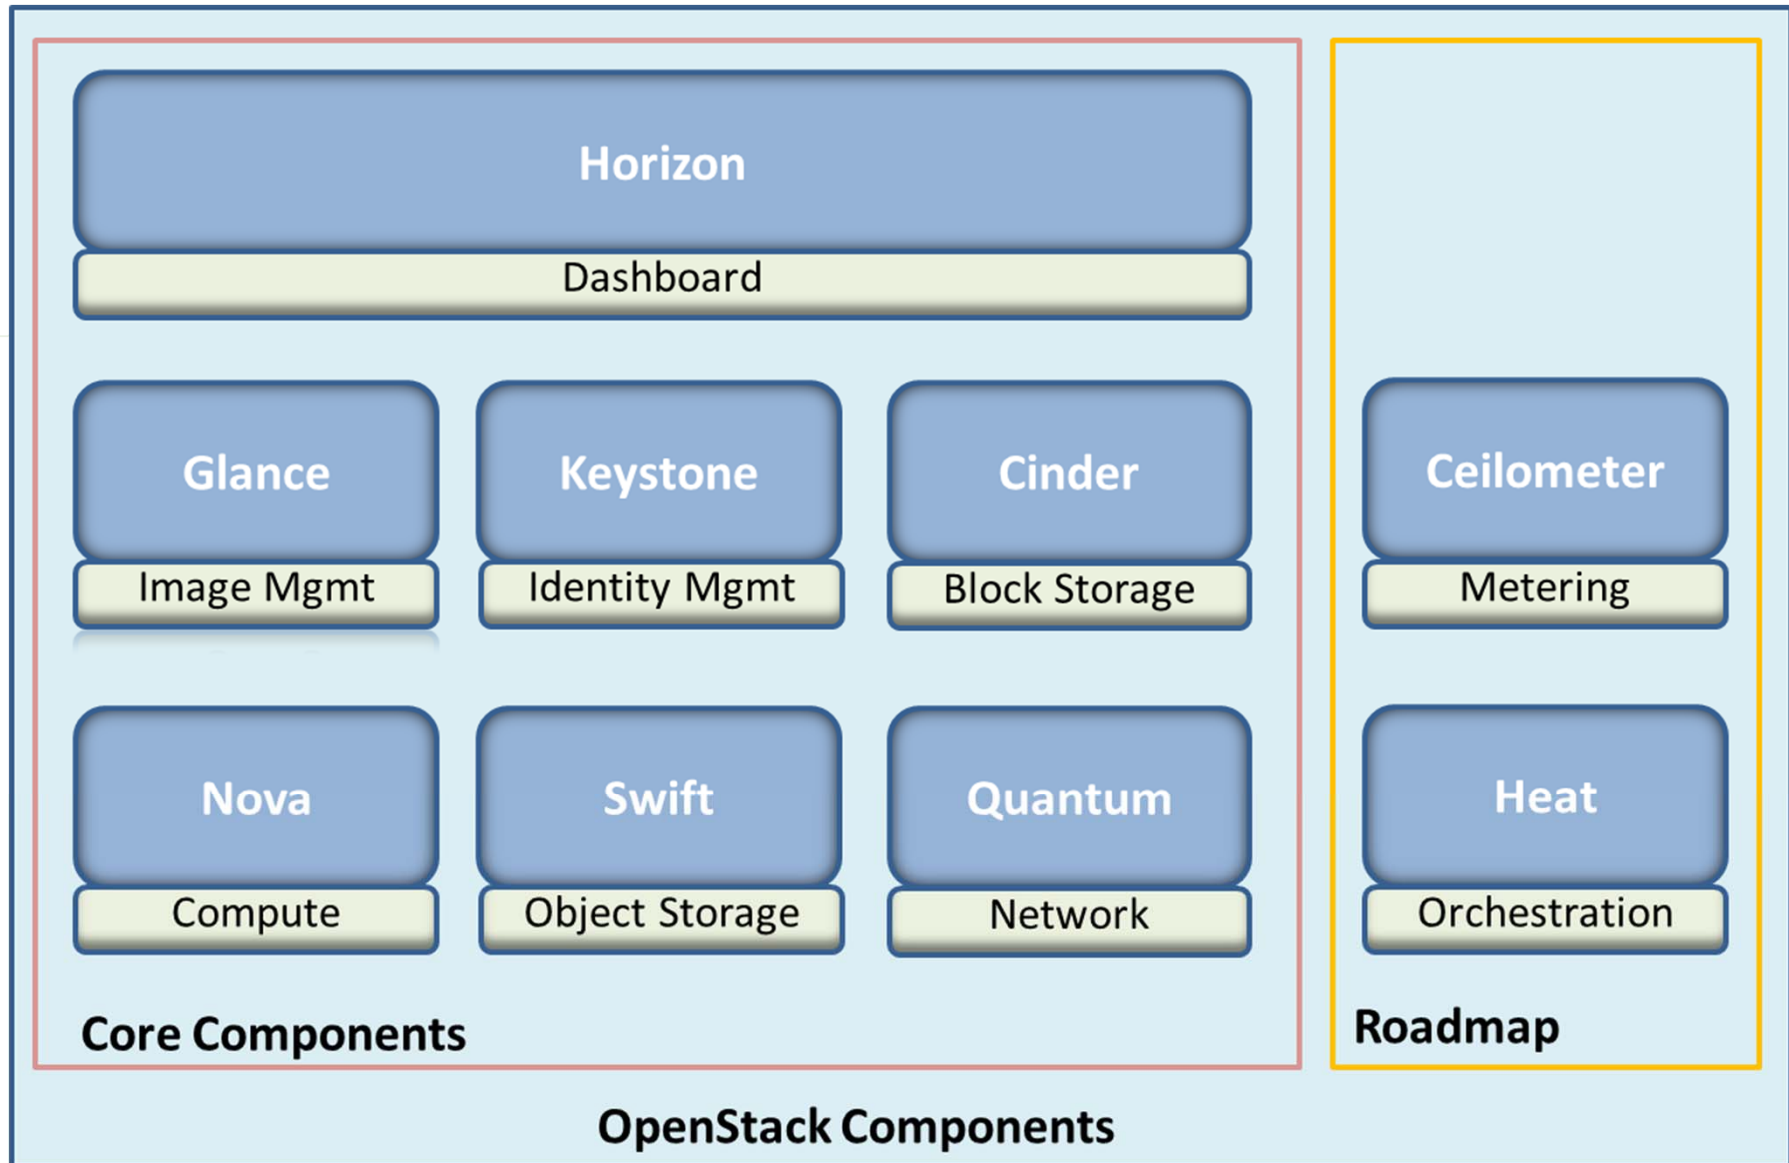 Horizon
Dashboard
Glance
Image Mgmt
Keystone
Identity Mgmt
Cinder
Block Storage
Nova
Compute
Swift
Object Storage
Quantum
Network
Core Components
Ceilometer
Metering
Heat
Orchestration
Roadmap
OpenStack Components